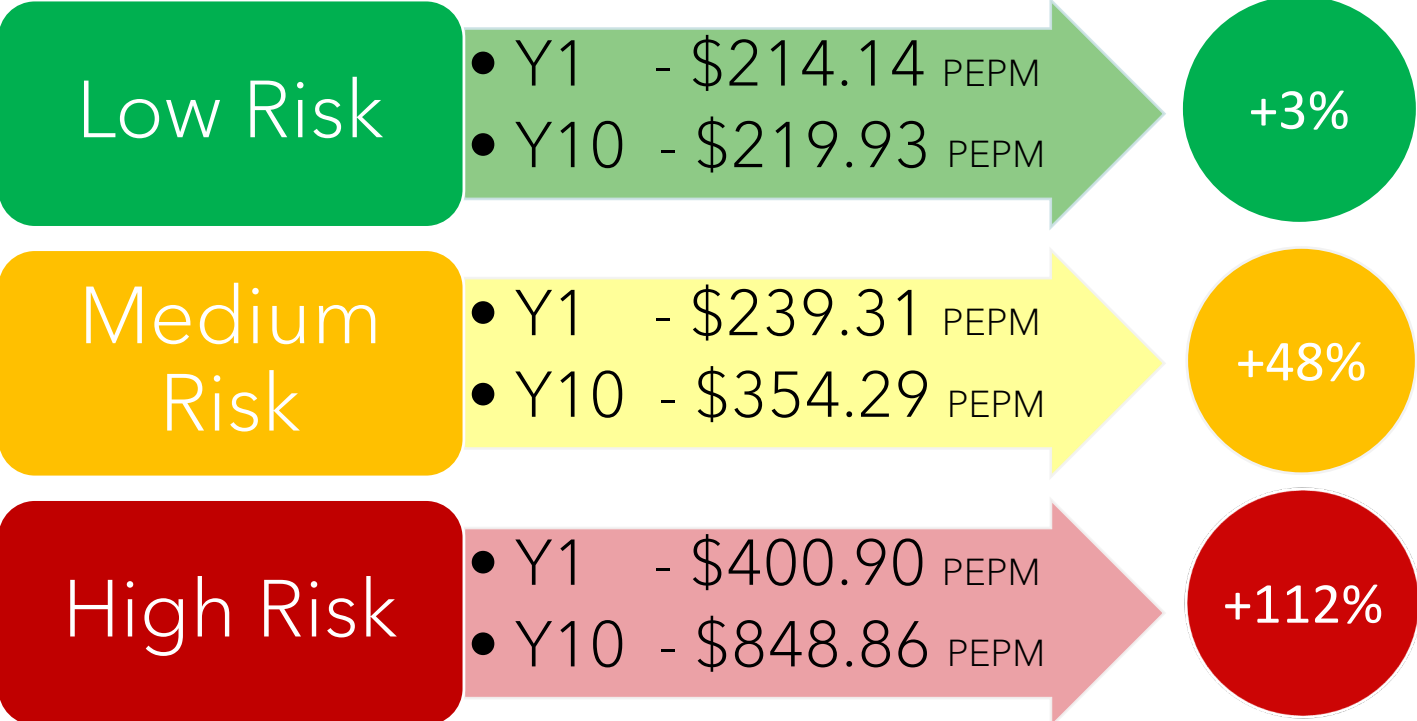 Low Risk
• Y1 - $214.14 PEPM
• Y10 - $219.93 PEPM
+3%
Medium
Risk
• Y1 - $239.31 PEPM
• Y10 - $354.29 PEPM
+48%
High Risk
• Y1 - $400.90 PEPM
• Y10 - $848.86 PEPM
+112%